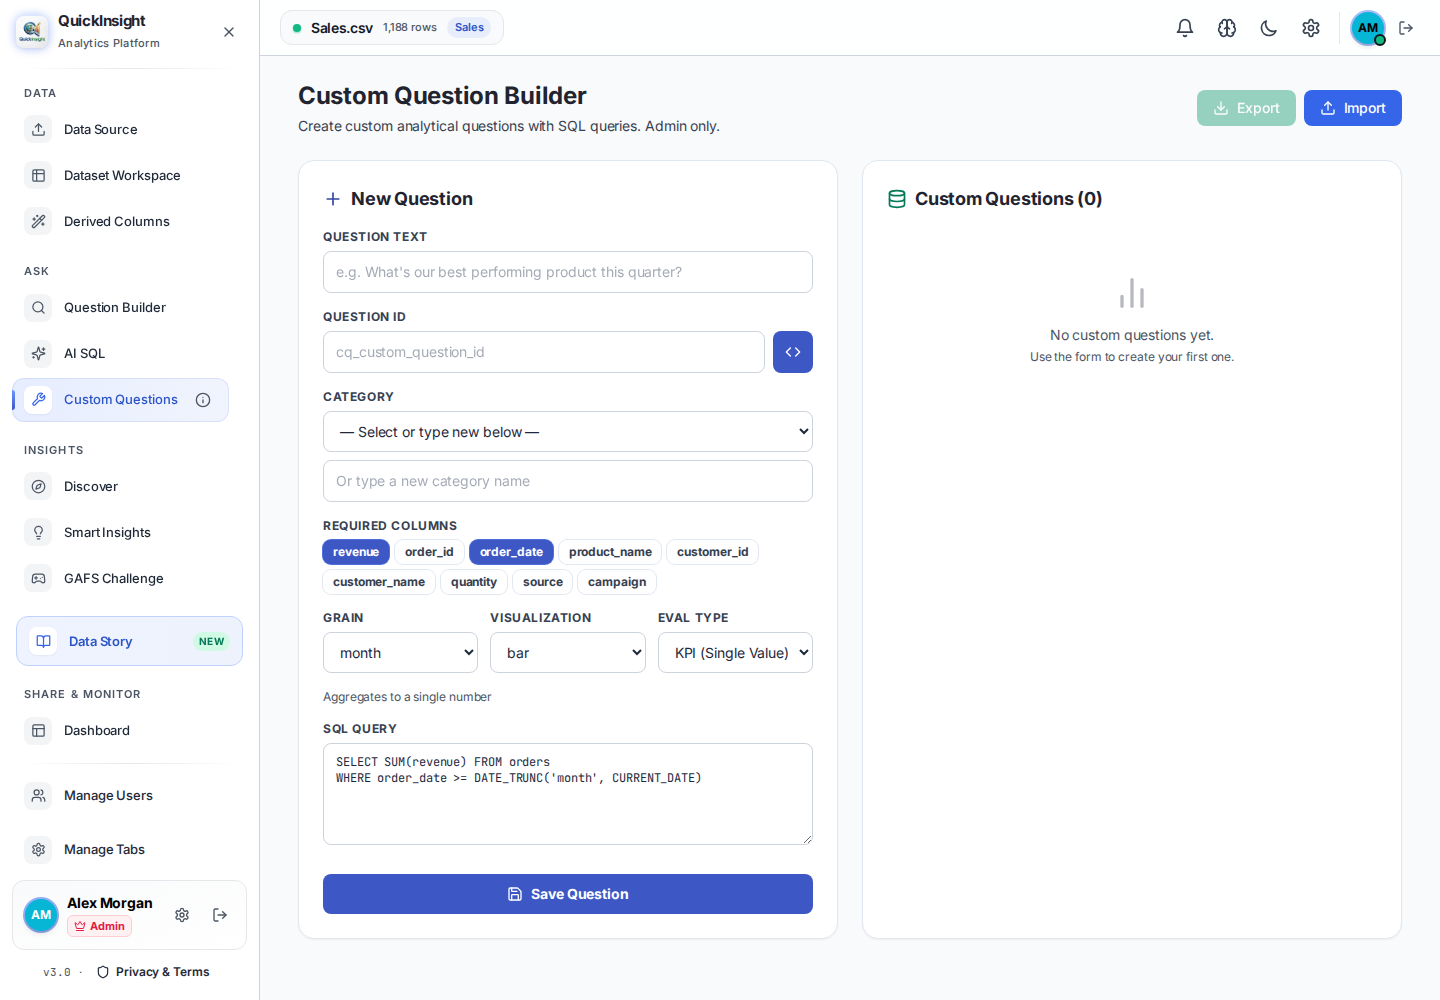 QuickInsight
Analytics Platform
DATA
Data Source
Dataset Workspace
Derived Columns
ASK
Question Builder
AI SQL
Custom Questions
INSIGHTS
Discover
Smart Insights
GAFS Challenge
Data Story NEW
SHARE & MONITOR
Dashboard
Manage Users
Manage Tabs
AM Alex Morgan
Admin
v3.0 · Privacy & Terms
Sales.csv 1,188 rows Sales
AM
Custom Question Builder
Create custom analytical questions with SQL queries. Admin only.
Export Import
New Question
QUESTION TEXT
e.g. What's our best performing product this quarter?
QUESTION ID
cq_custom_question_id
CATEGORY
— Select or type new below —
Or type a new category name
REQUIRED COLUMNS
revenue order_id order_date product_name customer_id
customer_name quantity source campaign
GRAIN VISUALIZATION EVAL TYPE
month bar KPI (Single Value)
Aggregates to a single number
SQL QUERY
SELECT SUM(revenue) FROM orders
WHERE order_date >= DATE_TRUNC('month', CURRENT_DATE)
Save Question
Custom Questions (0)
No custom questions yet.
Use the form to create your first one.